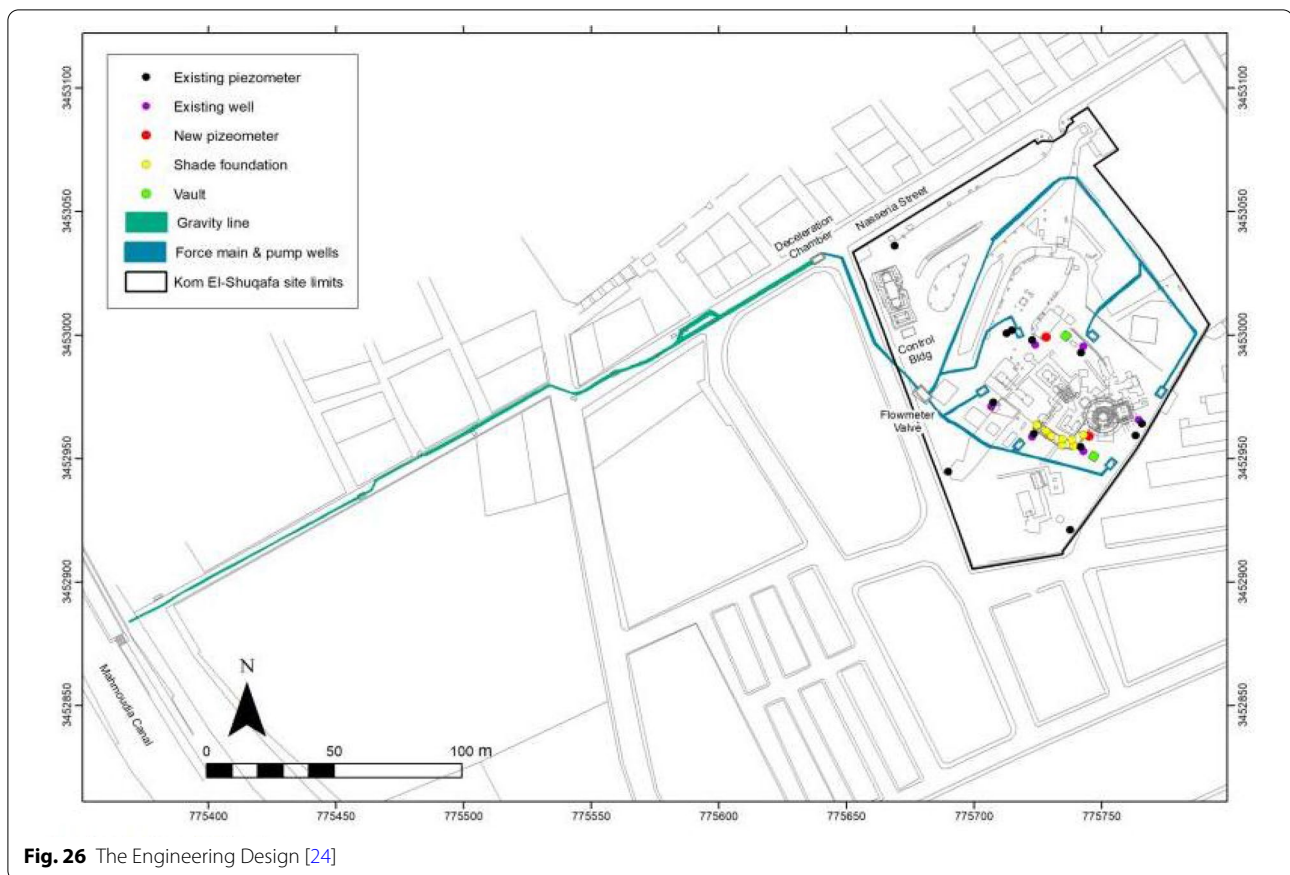 Existing piezometer
Existing well
New pizeometer
Shade foundation
Vault
Gravity line
Force main & pump wells
Kom El-Shuqafa site limits
3453100
3453100
3453050
3453050
3453000
3453000
3452950
3452950
3452900
3452900
3452850
3452850
Nasseria Street
Deceleration
Chamber
Control
Bldg
Flowmeter
Valve
Mahmoudia Canal
N
0 50 100 m
775400 775450 775500 775550 775600 775650 775700 775750
Fig. 26 The Engineering Design [24]